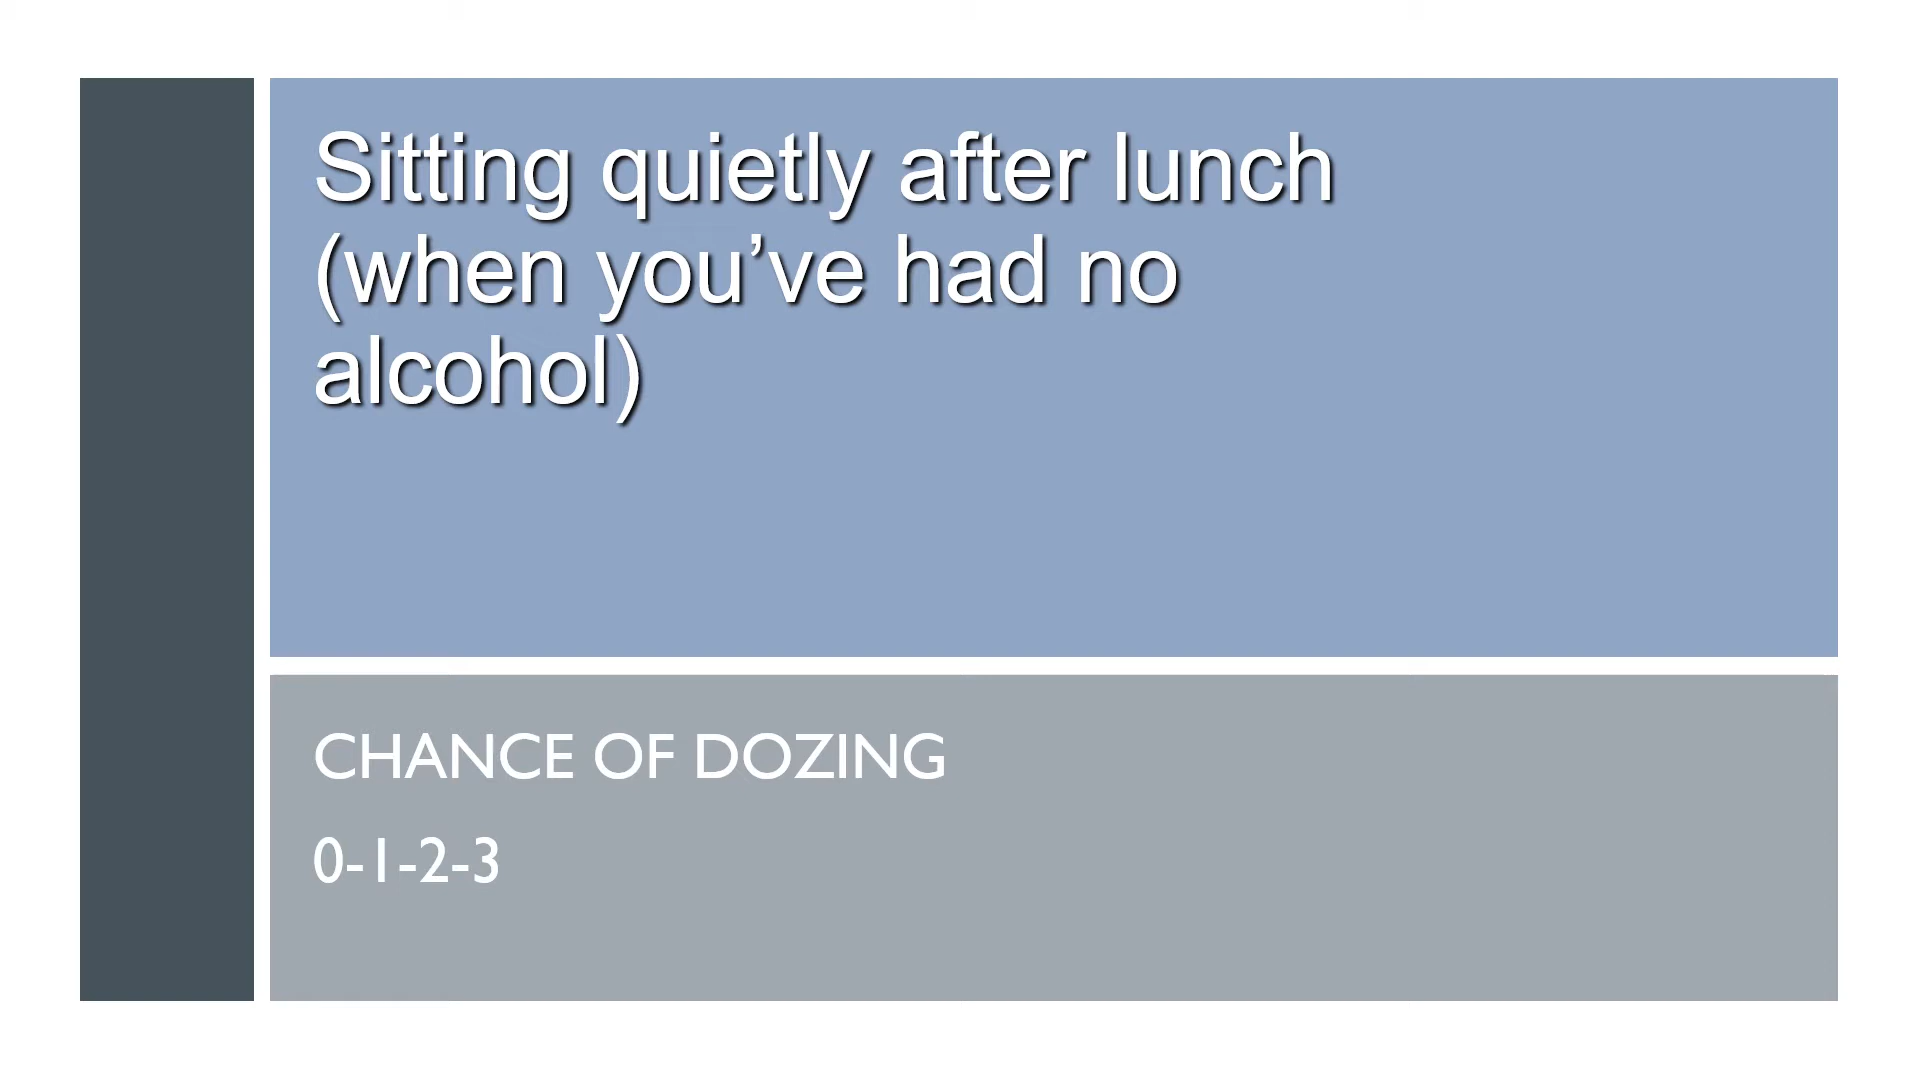 Sitting quietly after lunch
(when you’ve had no
alcohol)
CHANCE OF DOZING
0-1-2-3